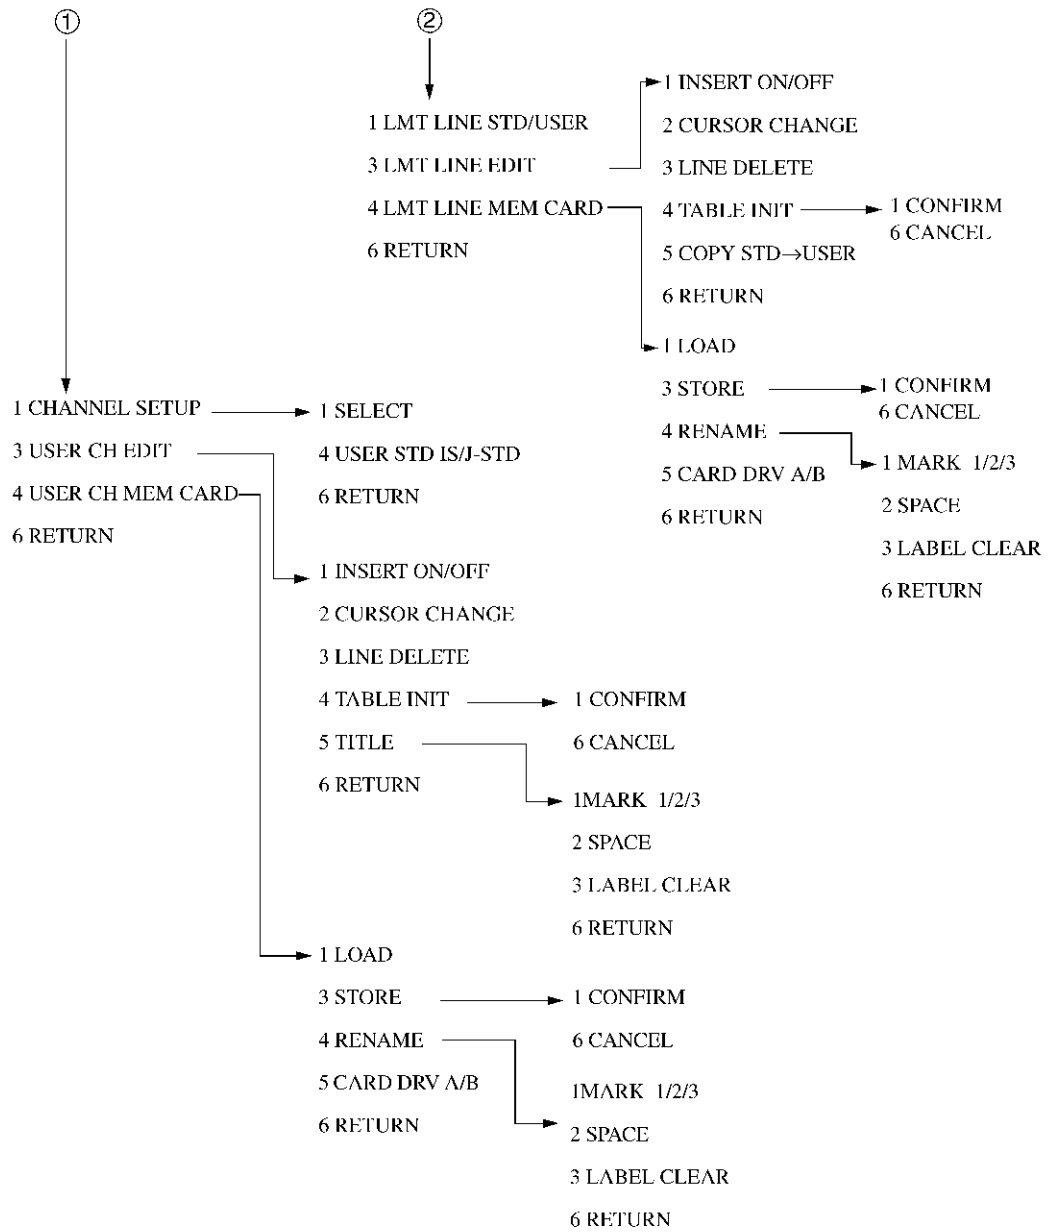 ①
②
1 LMT LINE STD/USER
3 LMT LINE EDIT
4 LMT LINE MEM CARD
6 RETURN
1 INSERT ON/OFF
2 CURSOR CHANGE
3 LINE DELETE
4 TABLE INIT
5 COPY STD→USER
6 RETURN
1 CONFIRM
6 CANCEL
1 LOAD
3 STORE
4 RENAME
5 CARD DRV A/B
6 RETURN
1 CONFIRM
6 CANCEL
1 MARK 1/2/3
2 SPACE
3 LABEL CLEAR
6 RETURN
1 CHANNEL SETUP
3 USER CH EDIT
4 USER CH MEM CARD
6 RETURN
1 SELECT
4 USER STD IS/J-STD
6 RETURN
1 INSERT ON/OFF
2 CURSOR CHANGE
3 LINE DELETE
4 TABLE INIT
5 TITLE
6 RETURN
1 CONFIRM
6 CANCEL
1MARK 1/2/3
2 SPACE
3 LABEL CLEAR
6 RETURN
1 LOAD
3 STORE
4 RENAME
5 CARD DRV A/B
6 RETURN
1 CONFIRM
6 CANCEL
1MARK 1/2/3
2 SPACE
3 LABEL CLEAR
6 RETURN